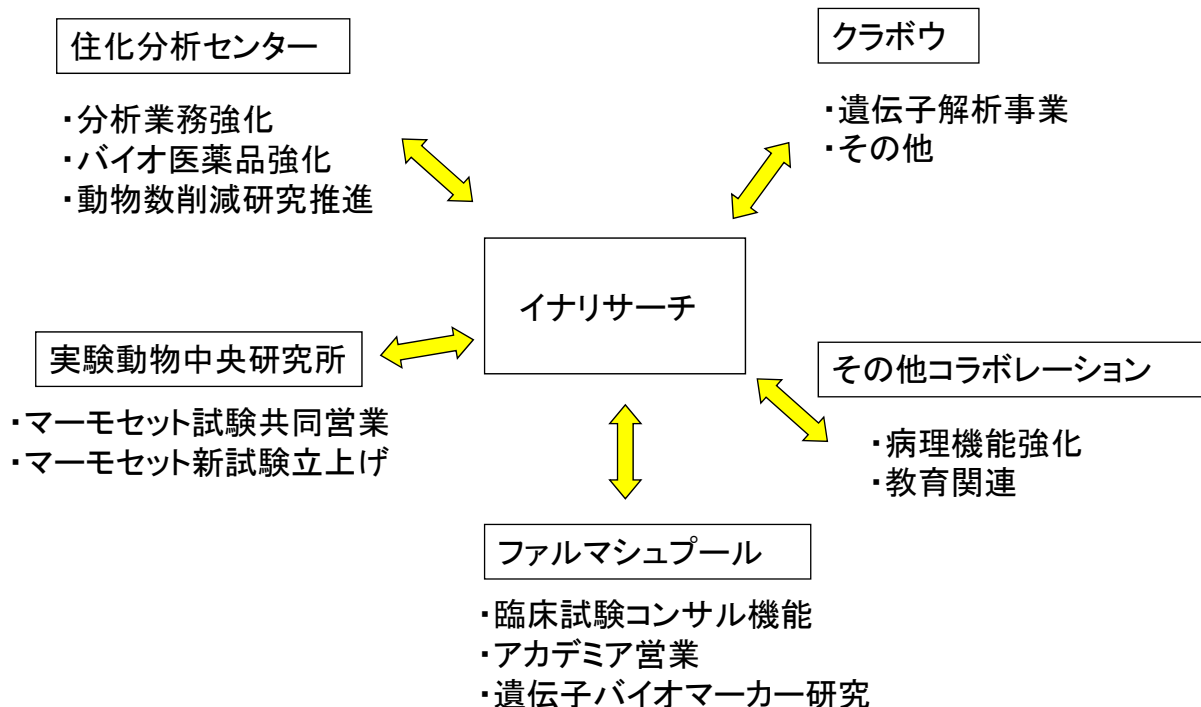 住化分析センター
・分析業務強化
・バイオ医薬品強化
・動物数削減研究推進
クラボウ
・遺伝子解析事業
・その他
イナリサーチ
実験動物中央研究所
・マーモセット試験共同営業
・マーモセット新試験立上げ
その他コラボレーション
・病理機能強化
・教育関連
ファルマシュプール
・臨床試験コンサル機能
・アカデミア営業
・遺伝子バイオマーカー研究